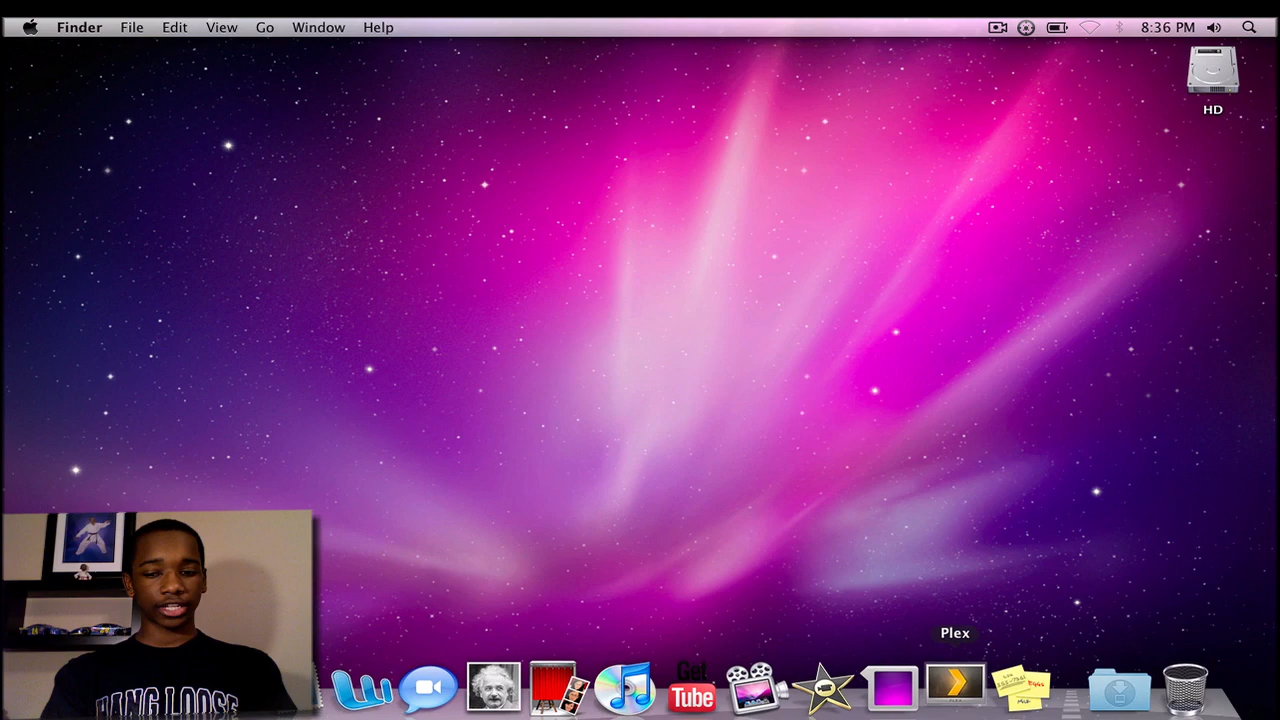 Finder File Edit View Go Window Help 8:36 PM
HD
Plex
Get
Tube
HANG LOOSE